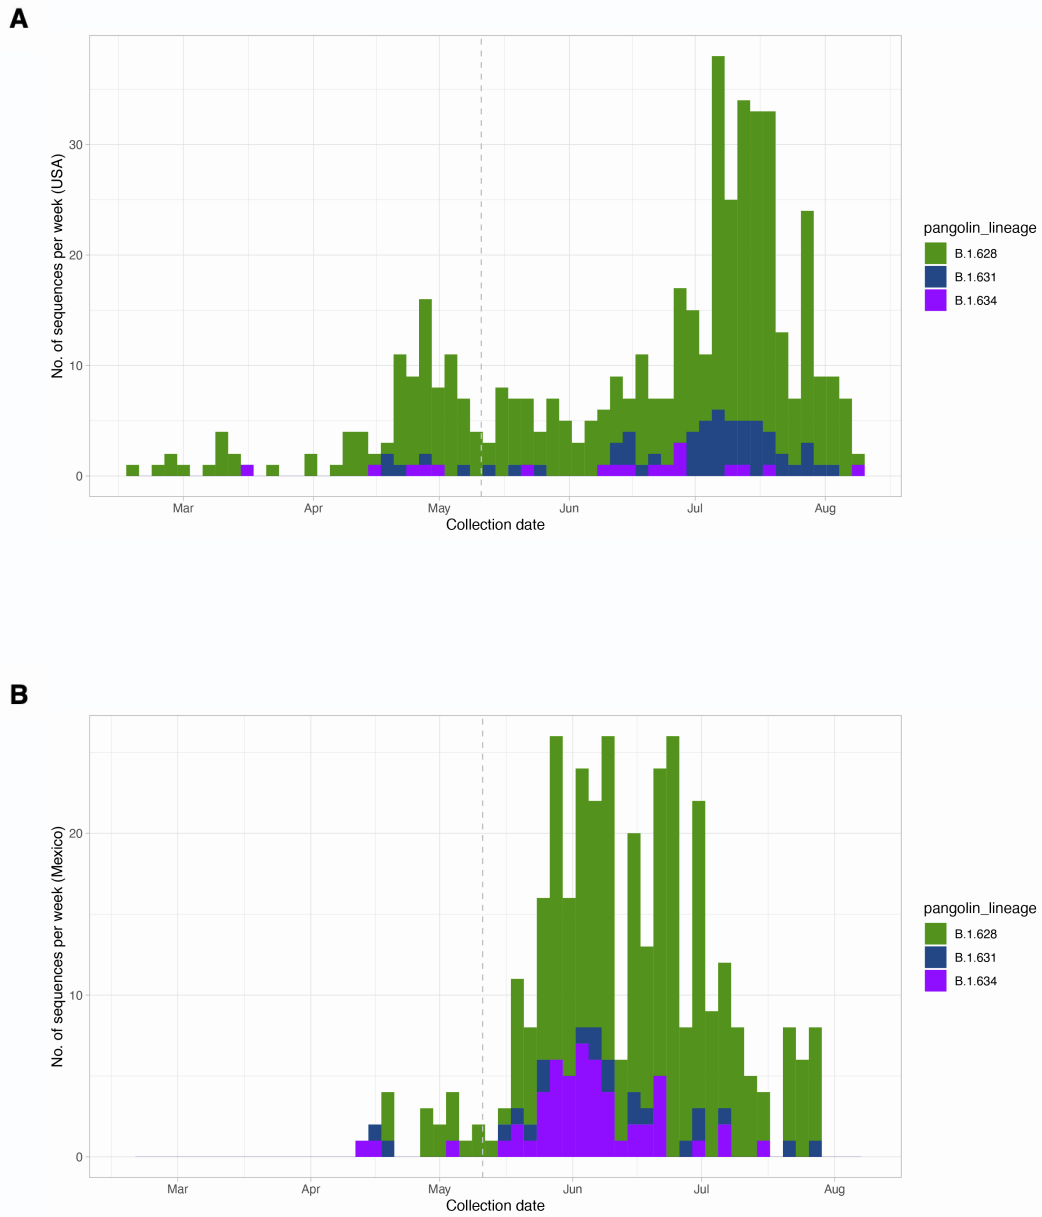 A
No. of sequences per week (USA)
30
20
10
0
Mar Apr May Jun Jul Aug
Collection date
pangolin_lineage
B.1.628
B.1.631
B.1.634
B
No. of sequences per week (Mexico)
20
10
0
Mar Apr May Jun Jul Aug
Collection date
pangolin_lineage
B.1.628
B.1.631
B.1.634